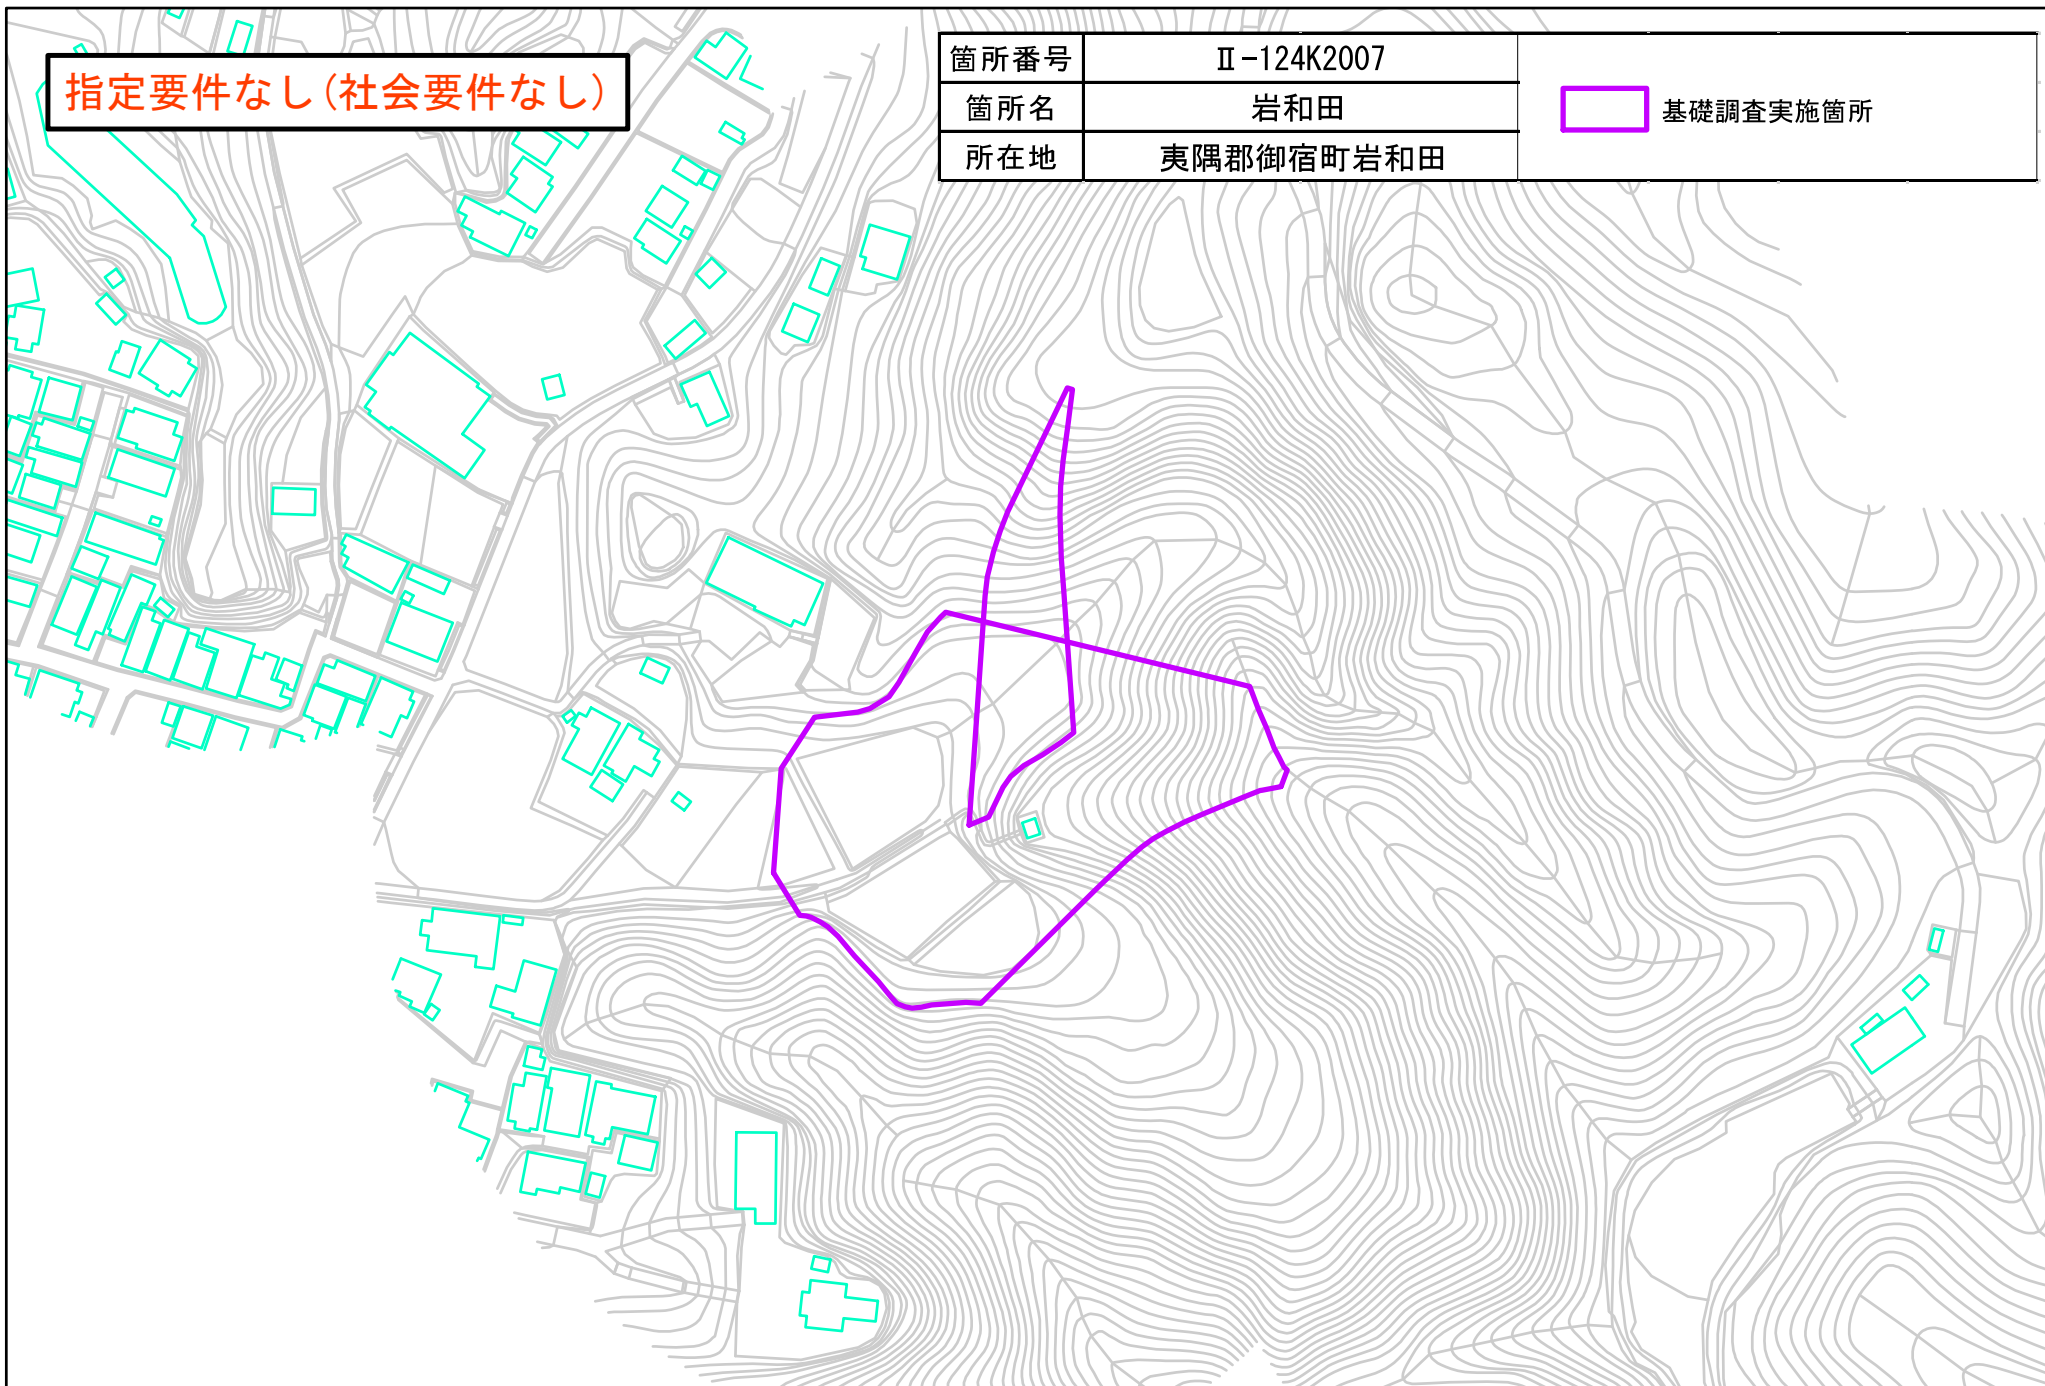 指定要件なし(社会要件なし)
箇所番号 Ⅱ-124K2007
箇所名 岩和田
所在地 夷隅郡御宿町岩和田
基礎調査実施箇所